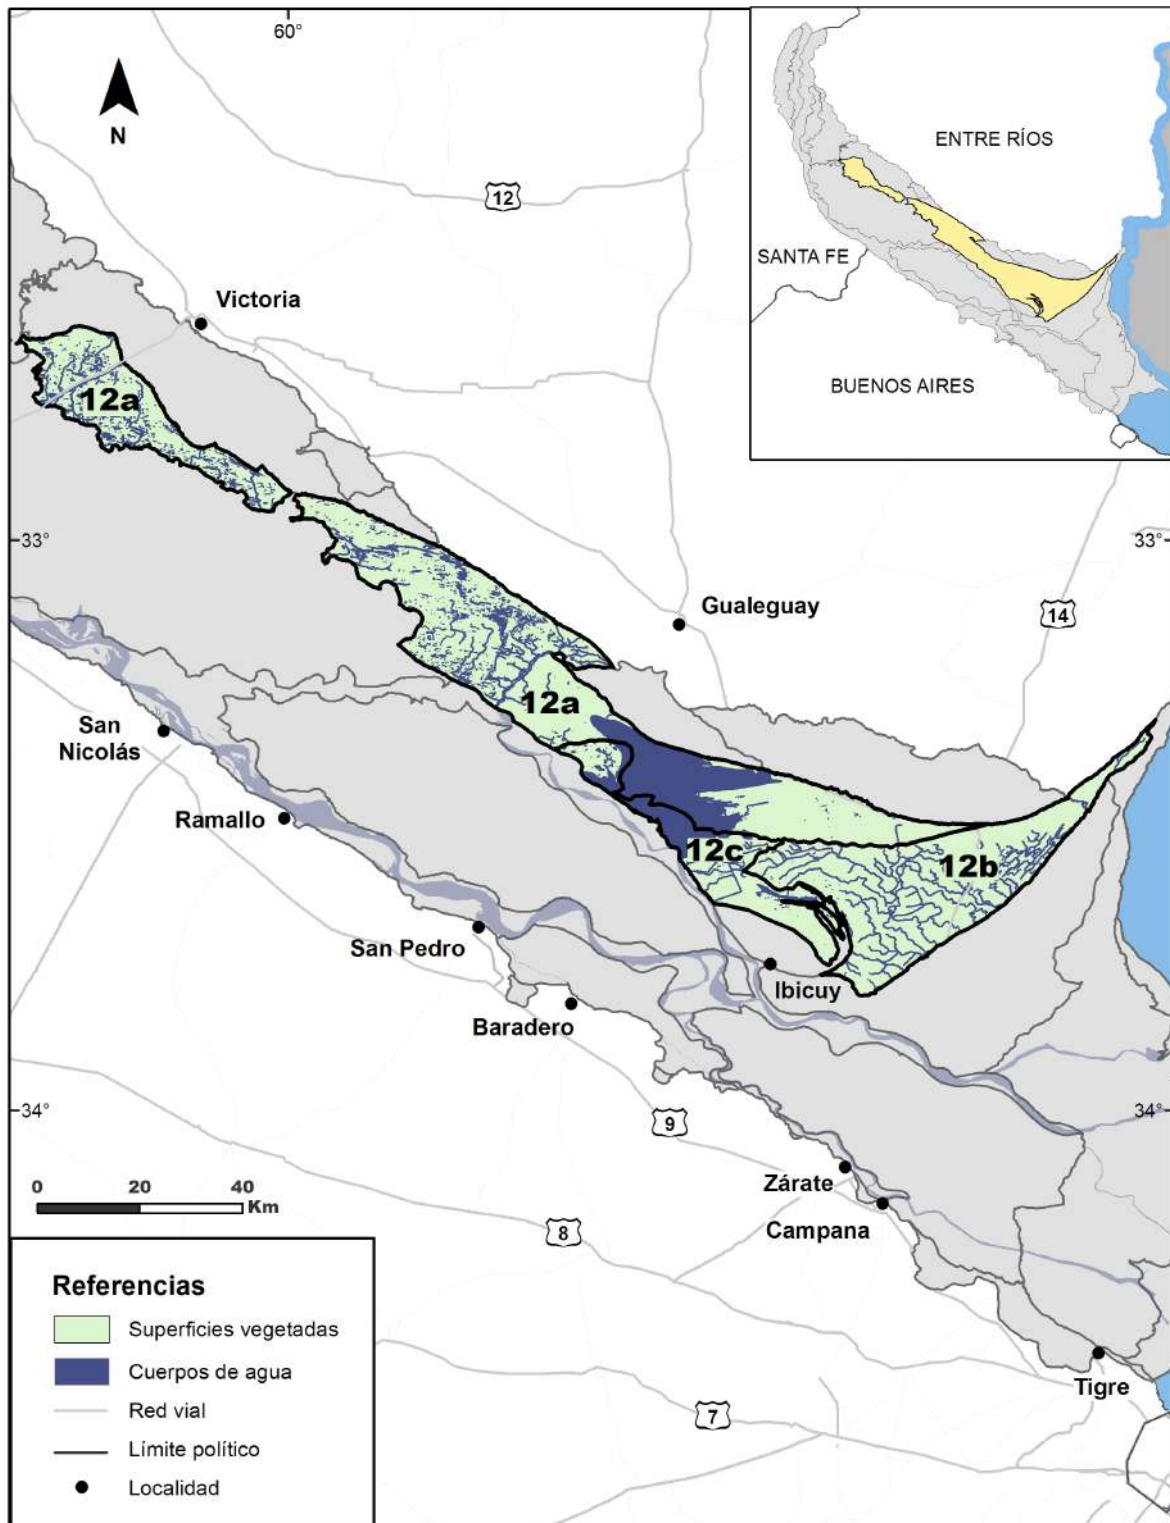 60°
N
12
ENTRE RÍOS
SANTA FE
BUENOS AIRES
Victoria
12a
33°
33°
Gualeguay
14
12a
San
Nicolás
Ramallo
12c
12b
San Pedro
Ibicuy
Baradero
34°
34°
9
Zárate
Campana
0 20 40
Km
8
Referencias
Superficies vegetadas
Cuerpos de agua
Red vial
Límite político
Localidad
7
Tigre